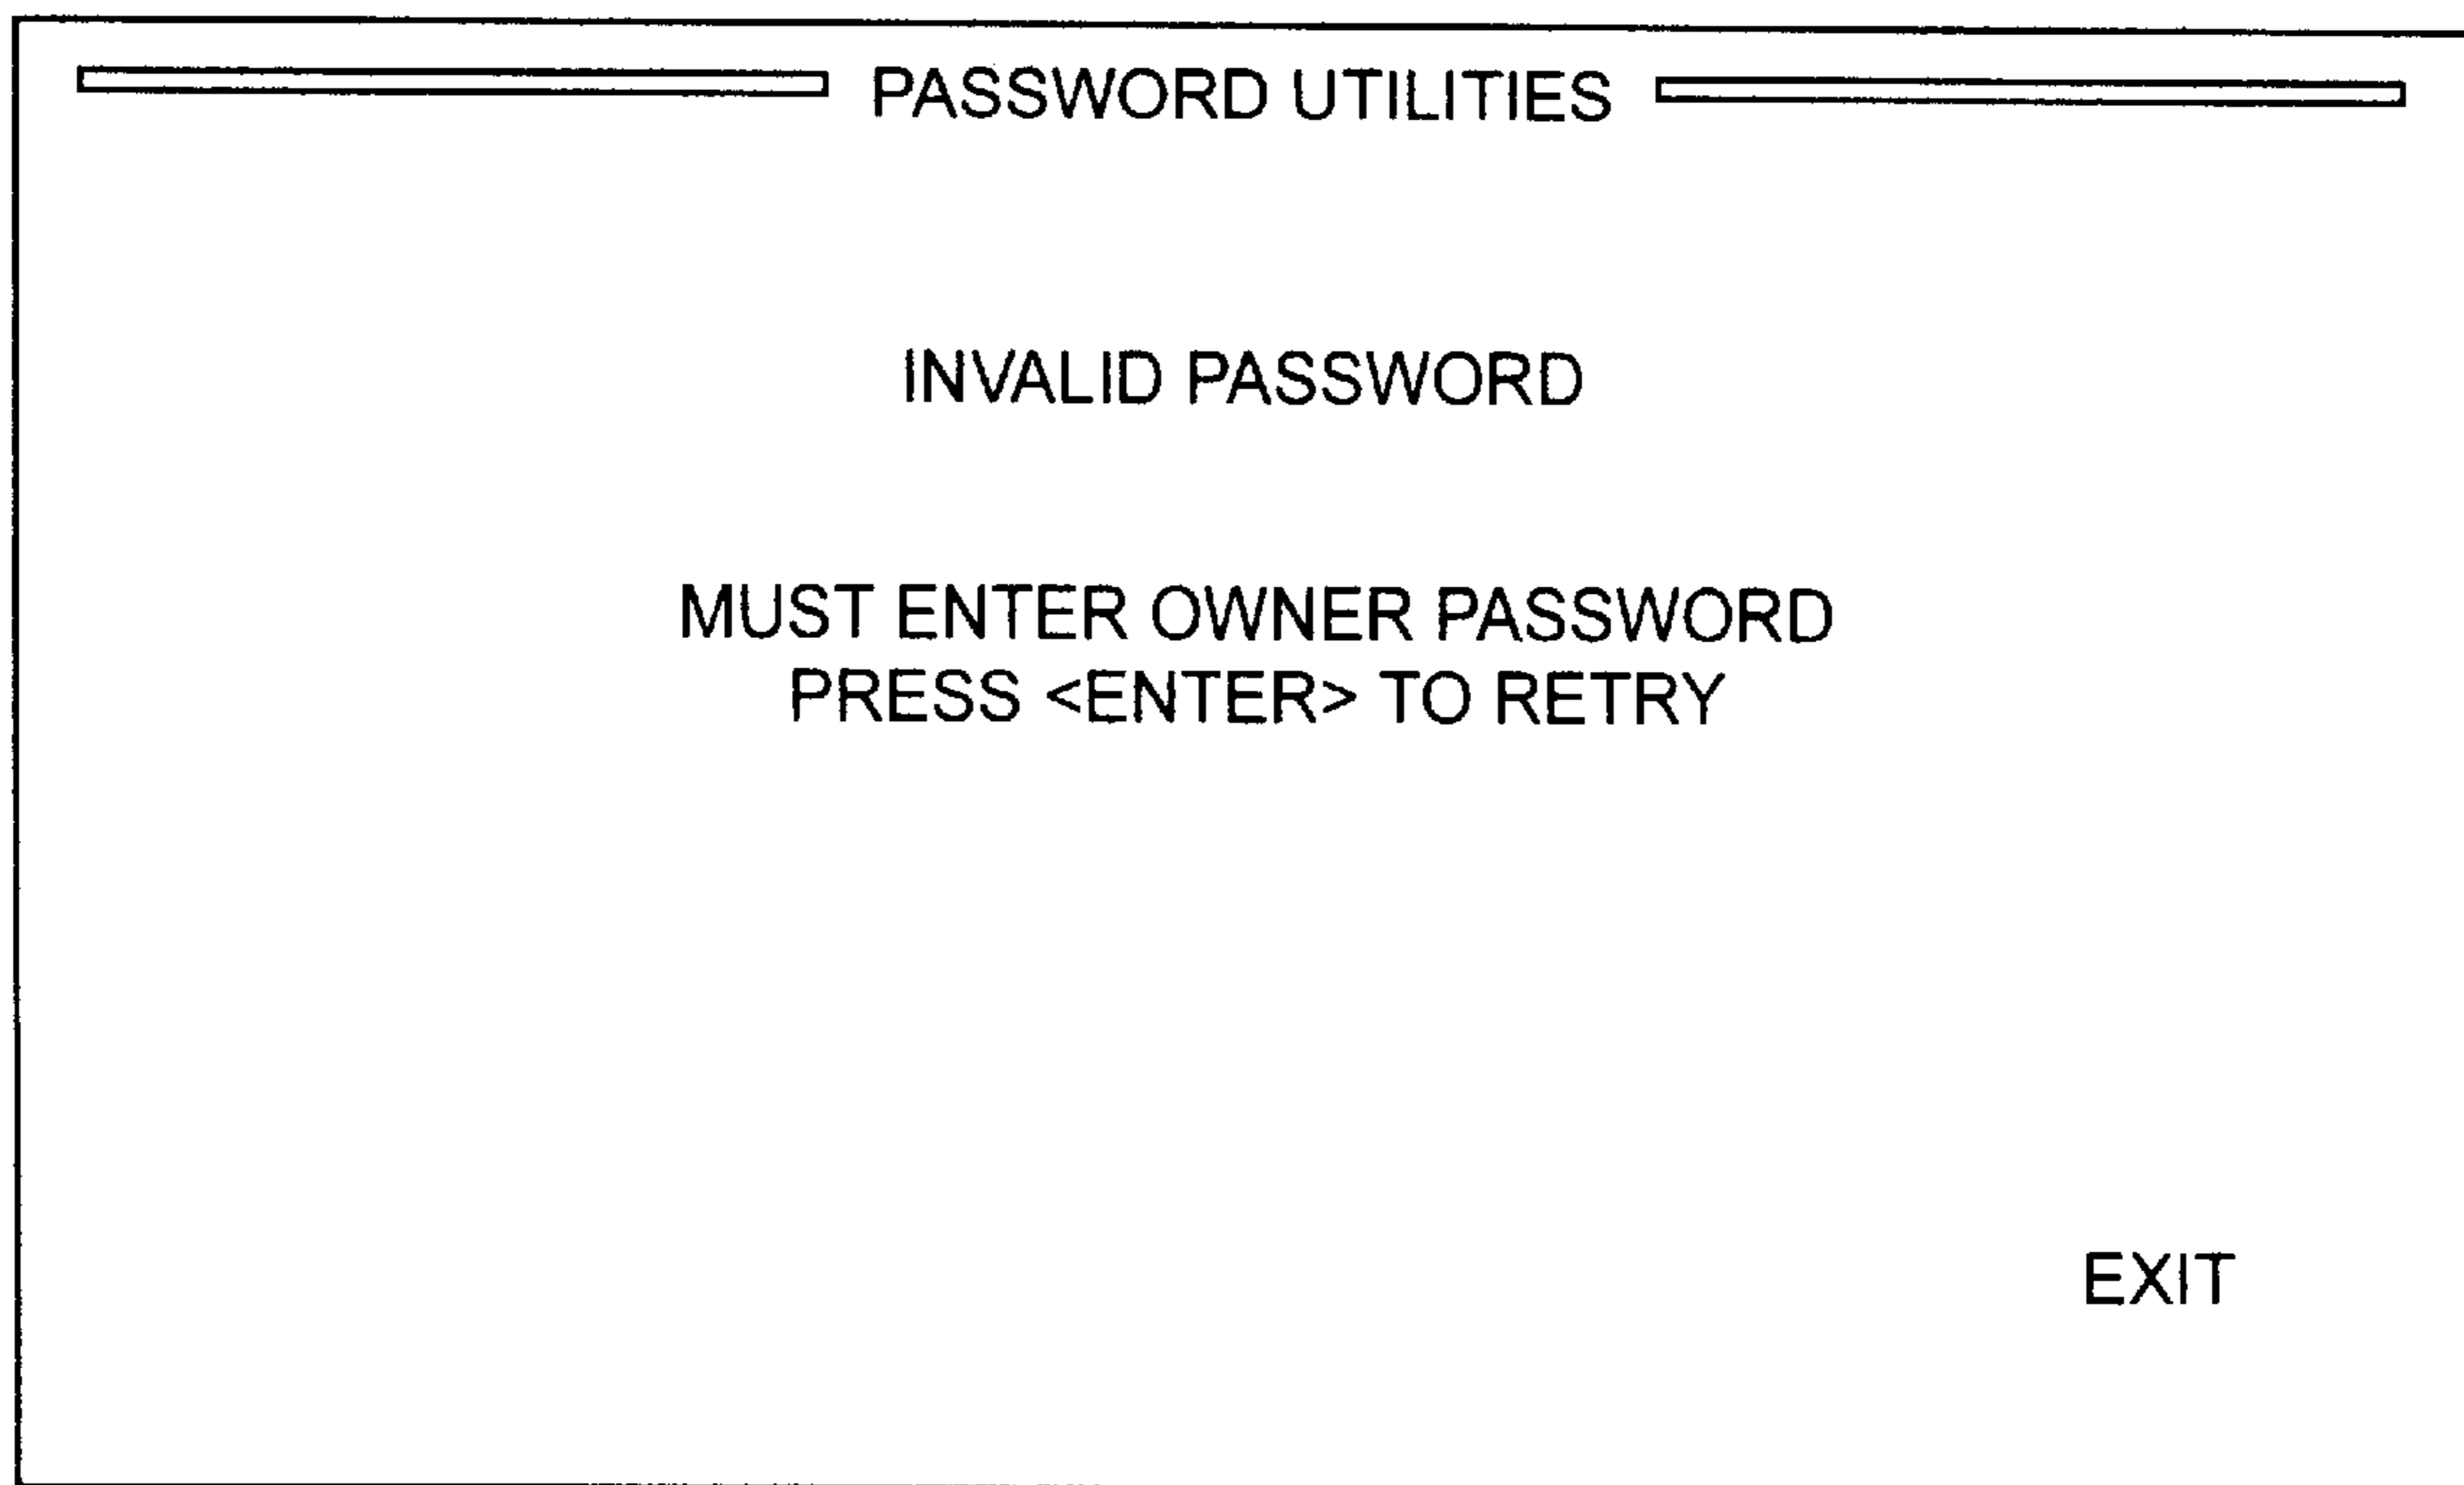 PASSWORD UTILITIES
INVALID PASSWORD
MUST ENTER OWNER PASSWORD
PRESS <ENTER> TO RETRY
EXIT